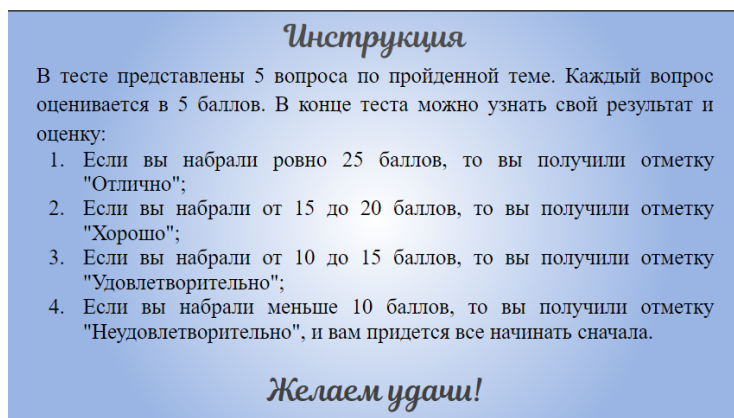 Инструкция
В тесте представлены 5 вопроса по пройденной теме. Каждый вопрос
оценивается в 5 баллов. В конце теста можно узнать свой результат и
оценку:
1. Если вы набрали ровно 25 баллов, то вы получили отметку
"Отлично";
2. Если вы набрали от 15 до 20 баллов, то вы получили отметку
"Хорошо";
3. Если вы набрали от 10 до 15 баллов, то вы получили отметку
"Удовлетворительно";
4. Если вы набрали меньше 10 баллов, то вы получили отметку
"Неудовлетворительно", и вам придется все начинать сначала.
Желаем удачи!